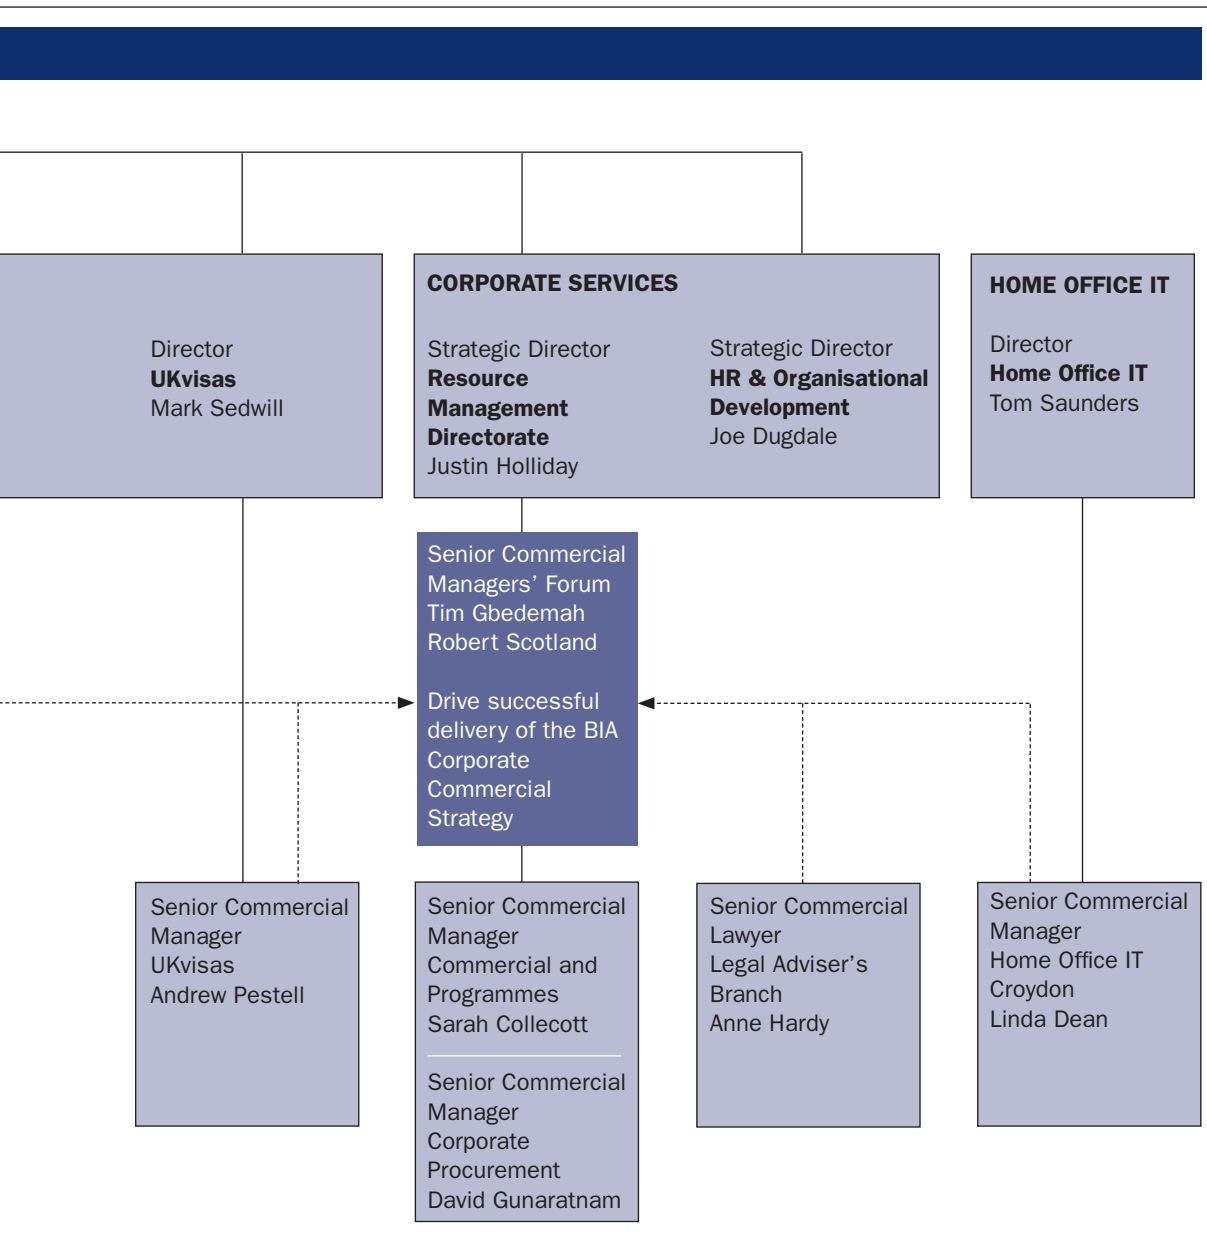 Director
UKvisas
Mark Sedwill
CORPORATE SERVICES
Strategic Director
Resource
Management
Directorate
Justin Holliday
Strategic Director
HR & Organisational
Development
Joe Dugdale
HOME OFFICE IT
Director
Home Office IT
Tom Saunders
Senior Commercial
Managers’ Forum
Tim Gbedemah
Robert Scotland
Drive successful
delivery of the BIA
Corporate
Commercial
Strategy
Senior Commercial
Manager
UKvisas
Andrew Pestell
Senior Commercial
Manager
Commercial and
Programmes
Sarah Collecott
Senior Commercial
Manager
Corporate
Procurement
David Gunaratnam
Senior Commercial
Lawyer
Legal Adviser’s
Branch
Anne Hardy
Senior Commercial
Manager
Home Office IT
Croydon
Linda Dean